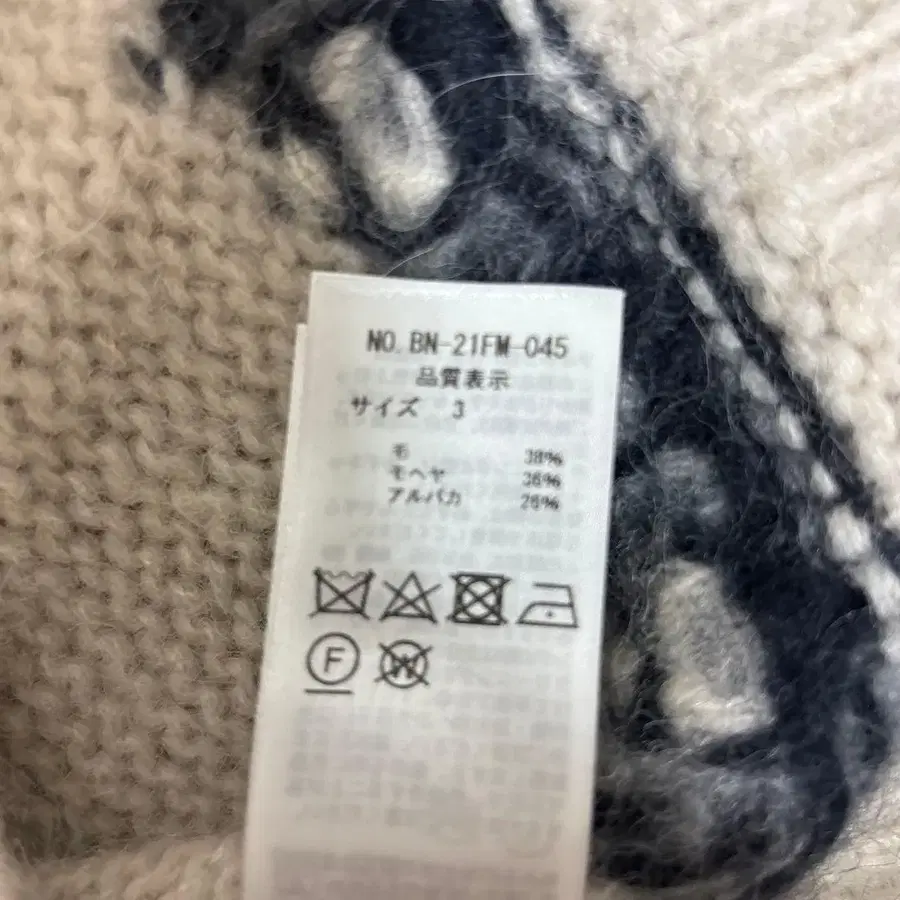 NO. BN-21FM-045
品質表示
サイズ 3
毛 38%
モヘヤ 36%
アルパカ 26%
F
W